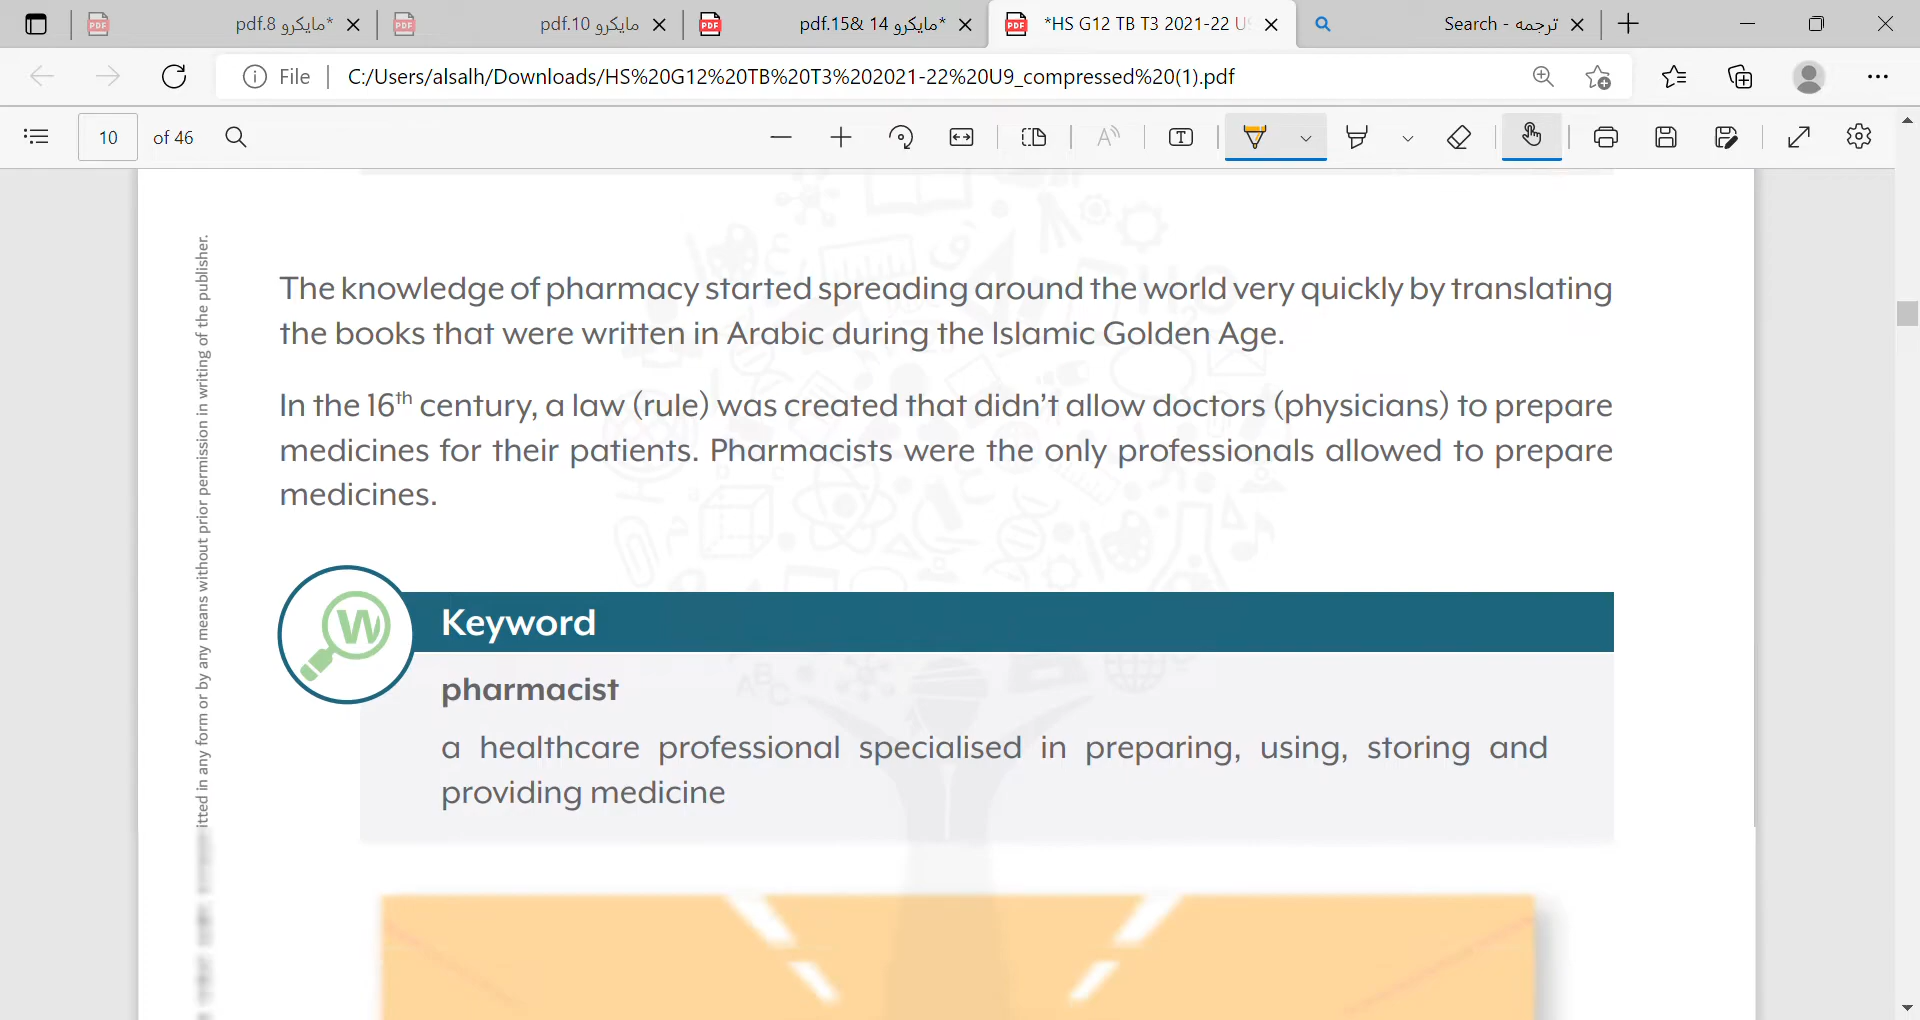 *مايكرو 8.pdf
مايكرو 10.pdf
*مايكرو 14 &15.pdf
*HS G12 TB T3 2021-22 U
ترجمه - Search
File
C:/Users/alsalh/Downloads/HS%20G12%20TB%20T3%202021-22%20U9_compressed%20(1).pdf
10 of 46
The knowledge of pharmacy started spreading around the world very quickly by translating
the books that were written in Arabic during the Islamic Golden Age.
In the 16th century, a law (rule) was created that didn't allow doctors (physicians) to prepare
medicines for their patients. Pharmacists were the only professionals allowed to prepare
medicines.
Keyword
pharmacist
a healthcare professional specialised in preparing, using, storing and
providing medicine
itted in any form or by any means without prior permission in writing of the publisher.